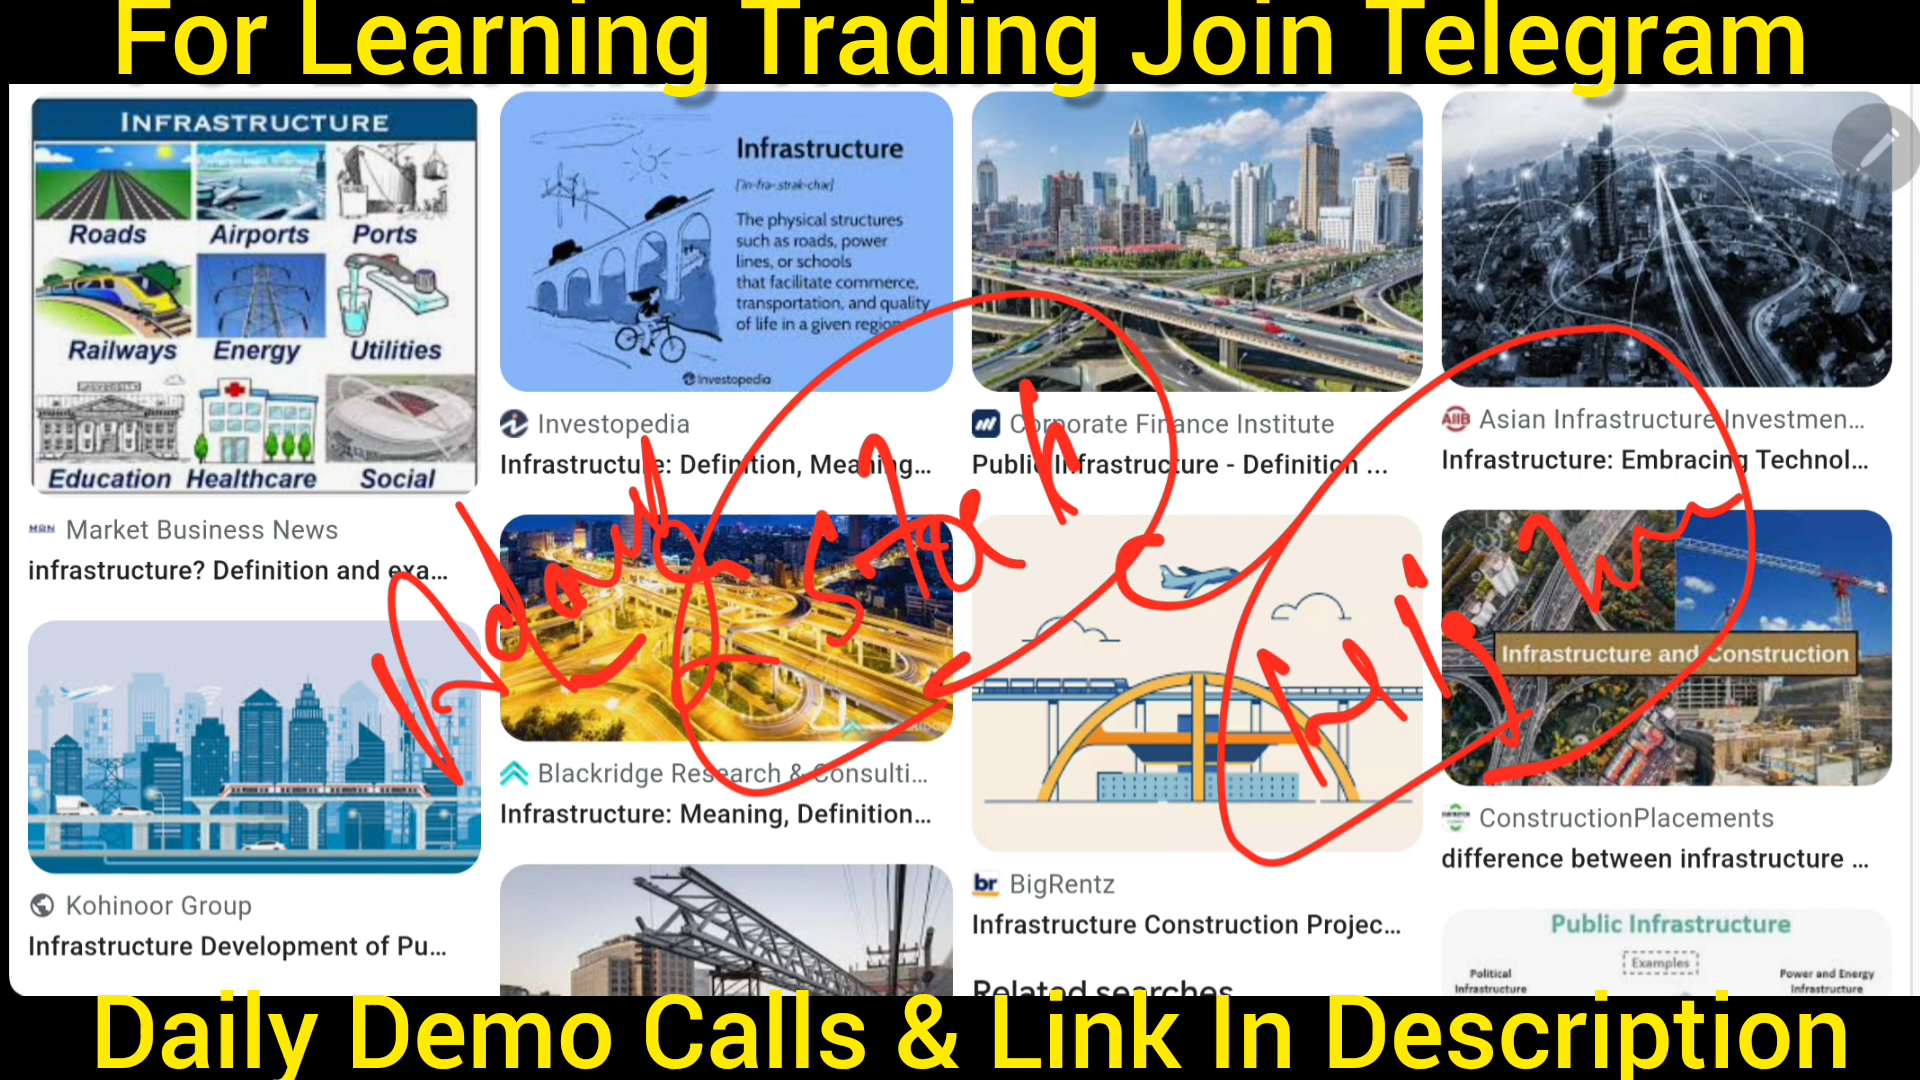 For Learning Trading Join Telegram
INFRASTRUCTURE
Roads Airports Ports
Railways Energy Utilities
Education Healthcare Social
MBN Market Business News
infrastructure? Definition and exa...
Kohinoor Group
Infrastructure Development of Pu...
Infrastructure
The physical structures
such as roads, power
lines, or schools
that facilitate commerce,
transportation, and quality
of life in a given region
Investopedia
Investopedia
Infrastructure: Definition, Meaning...
Blackridge Research & Consulti...
Infrastructure: Meaning, Definition...
Corporate Finance Institute
Public Infrastructure - Definition ...
BigRentz
br
Infrastructure Construction Projec...
Related searches
AIIB Asian Infrastructure Investmen...
Infrastructure: Embracing Technol...
Infrastructure and Construction
ConstructionPlacements
difference between infrastructure ...
Public Infrastructure
Examples
Political
Infrastructure
Power and Energy
Infrastructure
Daily Demo Calls & Link In Description